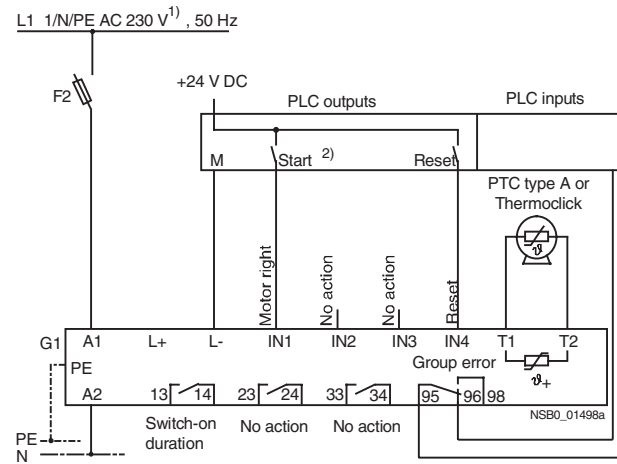 L1 1/N/PE AC 230 V1), 50 Hz
F2
+24 V DC
PLC outputs
PLC inputs
M
Start 2)
Reset
PTC type A or
Thermoclick
ϑ
Motor right
No action
No action
Reset
G1
A1
L+
L-
IN1
IN2
IN3
IN4
T1
T2
PE
Group error
ϑ+
A2
13
14
23
24
33
34
95
96
98
NSB0_01498a
Switch-on
duration
No action
No action
PE
N